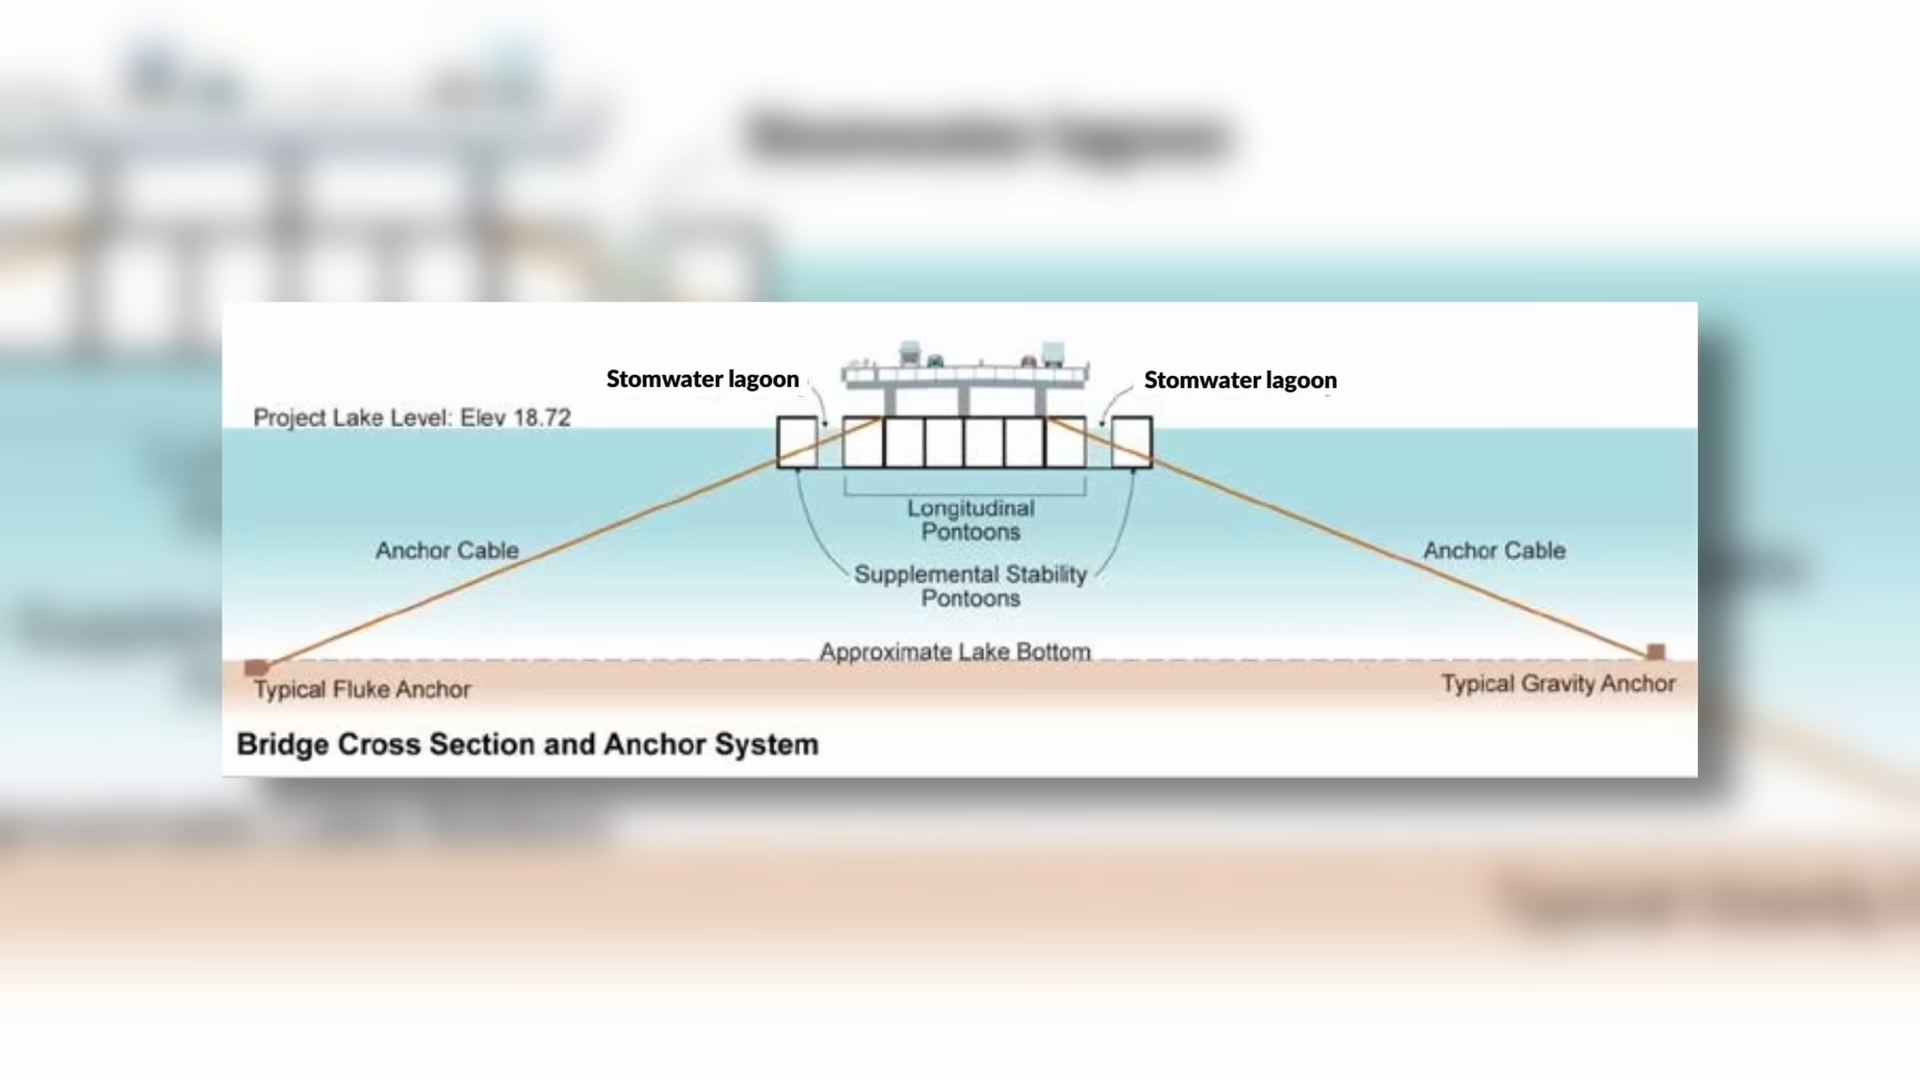 Stomwater lagoon
Stomwater lagoon
Project Lake Level: Elev 18.72
Longitudinal
Pontoons
Anchor Cable
Anchor Cable
Supplemental Stability
Pontoons
Approximate Lake Bottom
Typical Fluke Anchor
Typical Gravity Anchor
Bridge Cross Section and Anchor System